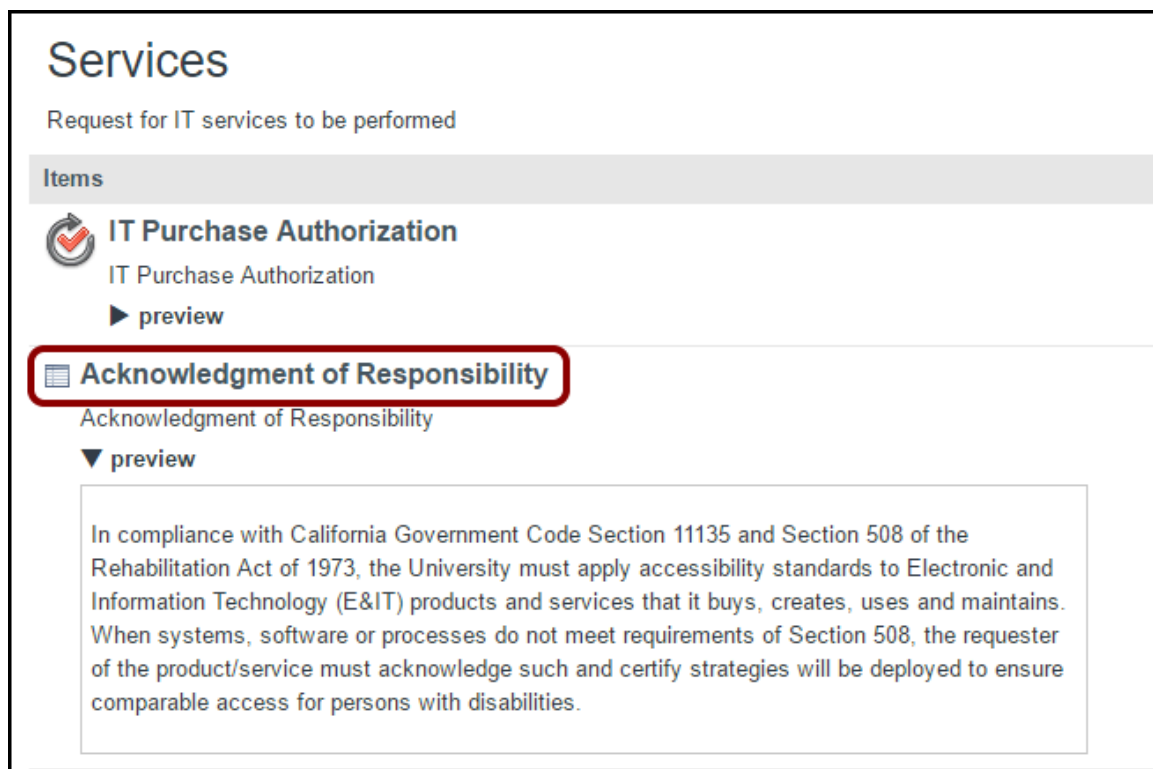 Services
Request for IT services to be performed
Items
IT Purchase Authorization
IT Purchase Authorization
preview
Acknowledgment of Responsibility
Acknowledgment of Responsibility
preview
In compliance with California Government Code Section 11135 and Section 508 of the
Rehabilitation Act of 1973, the University must apply accessibility standards to Electronic and
Information Technology (E&IT) products and services that it buys, creates, uses and maintains.
When systems, software or processes do not meet requirements of Section 508, the requester
of the product/service must acknowledge such and certify strategies will be deployed to ensure
comparable access for persons with disabilities.